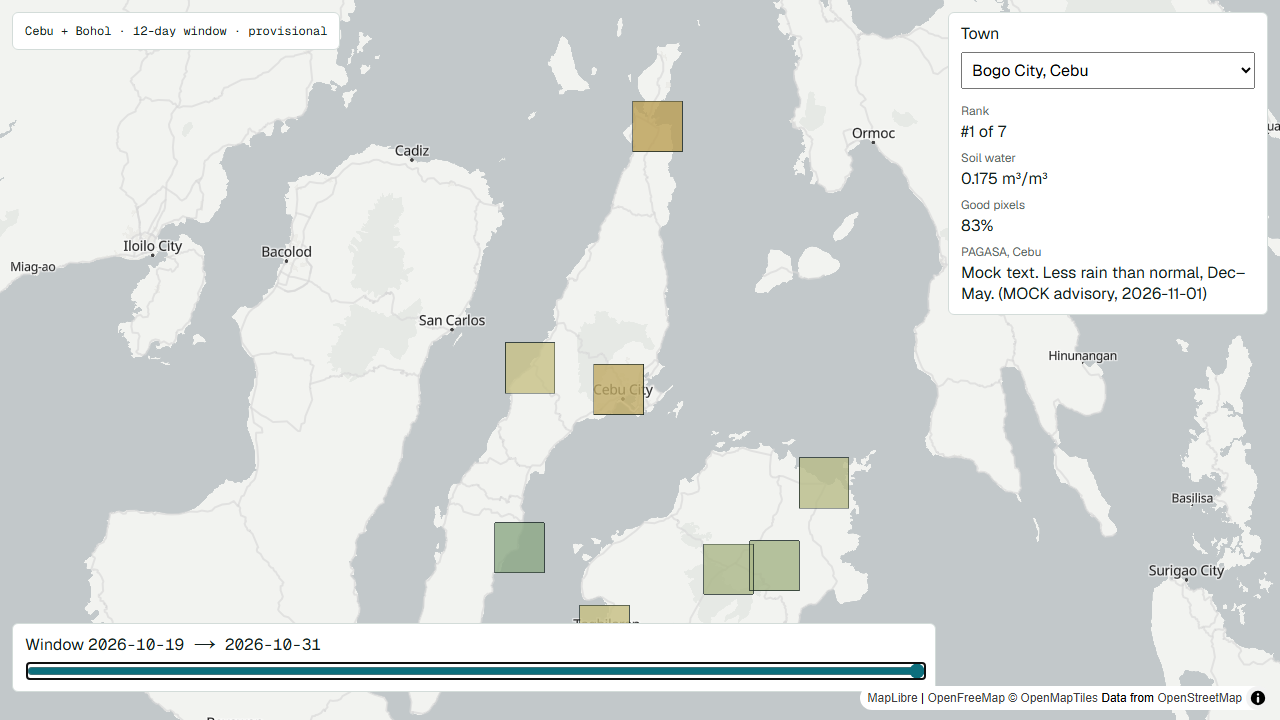 Cebu + Bohol · 12-day window · provisional
Town
Bogo City, Cebu
Rank
#1 of 7
Soil water
0.175 m³/m³
Good pixels
83%
PAGASA, Cebu
Mock text. Less rain than normal, Dec–
May. (MOCK advisory, 2026-11-01)
Ormoc
Cadiz
Iloilo City
Bacolod
Miag-ao
San Carlos
Hinunangan
Cebu City
Basilisa
Surigao City
Window 2026-10-19 → 2026-10-31
MapLibre | OpenFreeMap © OpenMapTiles Data from OpenStreetMap